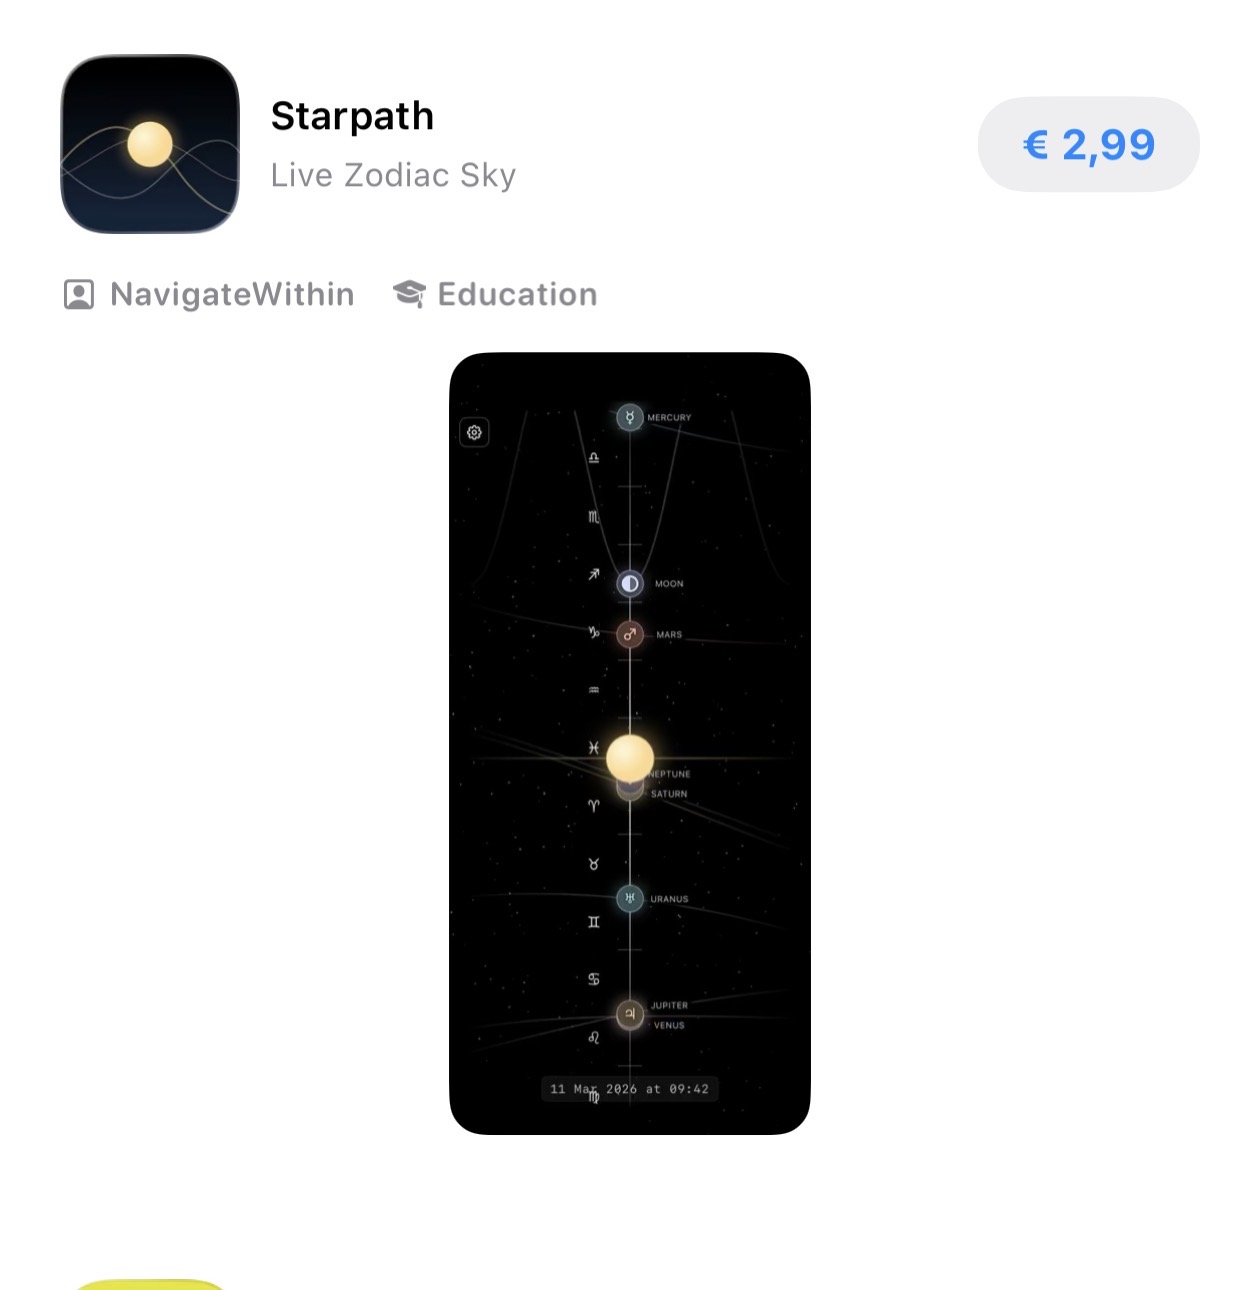 Starpath
Live Zodiac Sky
€ 2,99
NavigateWithin
Education
MERCURY
♎︎
♏︎
♐︎
MOON
♑︎
MARS
♒︎
♓︎
NEPTUNE
SATURN
♈︎
♉︎
URANUS
♊︎
♋︎
JUPITER
VENUS
♌︎
11 Mar 2026 at 09:42
♍︎